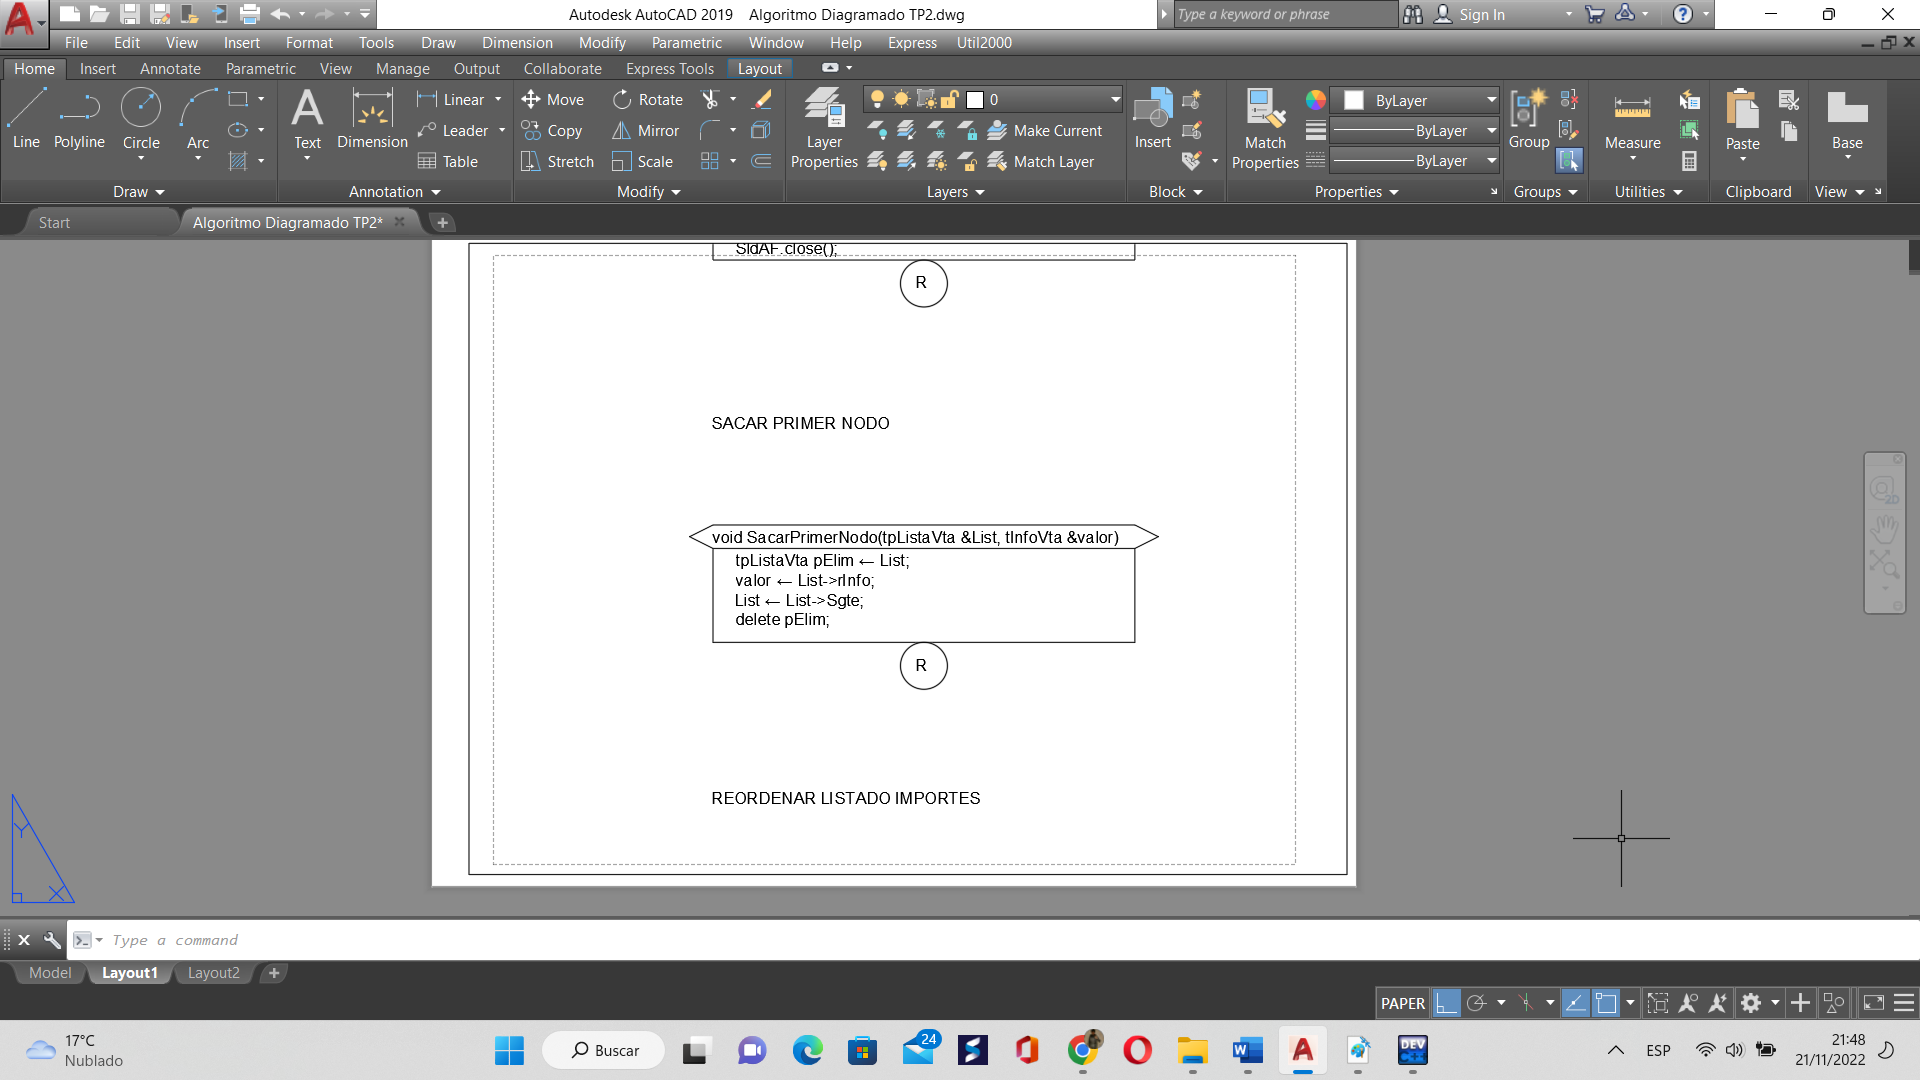 Autodesk AutoCAD 2019 Algoritmo Diagramado TP2.dwg
Type a keyword or phrase
Sign In
File Edit View Insert Format Tools Draw Dimension Modify Parametric Window Help Express Util2000
Home Insert Annotate Parametric View Manage Output Collaborate Express Tools Layout
Line Polyline Circle Arc
Draw
Text Dimension Linear Leader Table
Annotation
Move Rotate
Copy Mirror
Stretch Scale
Modify
Layer Properties
0
Make Current
Match Layer
Layers
Insert
Block
Match Properties
ByLayer
ByLayer
ByLayer
Properties
Group
Groups
Measure
Utilities
Paste
Clipboard
Base
View
Start Algoritmo Diagramado TP2*
SldAF.close();
R
SACAR PRIMER NODO
void SacarPrimerNodo(tpListaVta &List, tInfoVta &valor)
tpListaVta pElim ← List;
valor ← List->rInfo;
List ← List->Sgte;
delete pElim;
R
REORDENAR LISTADO IMPORTES
2D
Y
X
Type a command
Model Layout1 Layout2
PAPER
17°C
Nublado
Buscar
24
DEV C++
ESP
21:48
21/11/2022